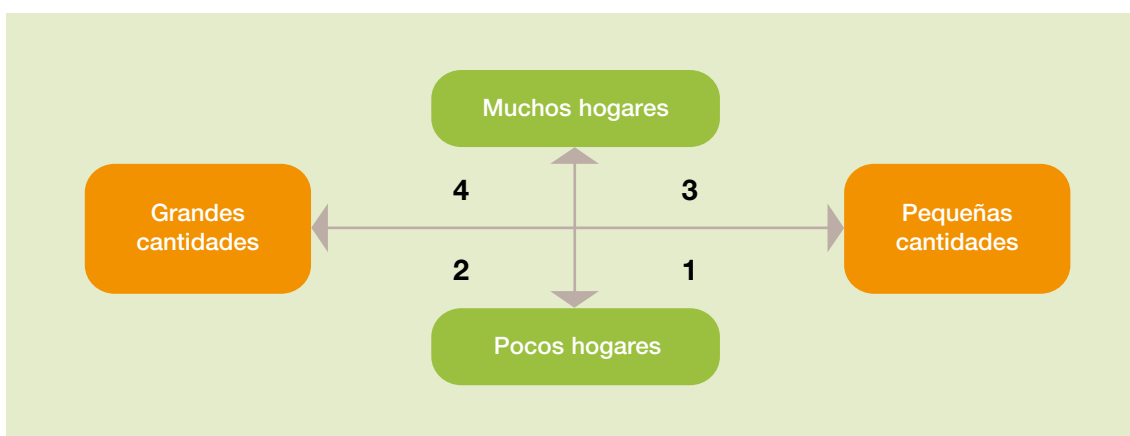 Muchos hogares
4
3
Grandes
cantidades
Pequeñas
cantidades
2
1
Pocos hogares